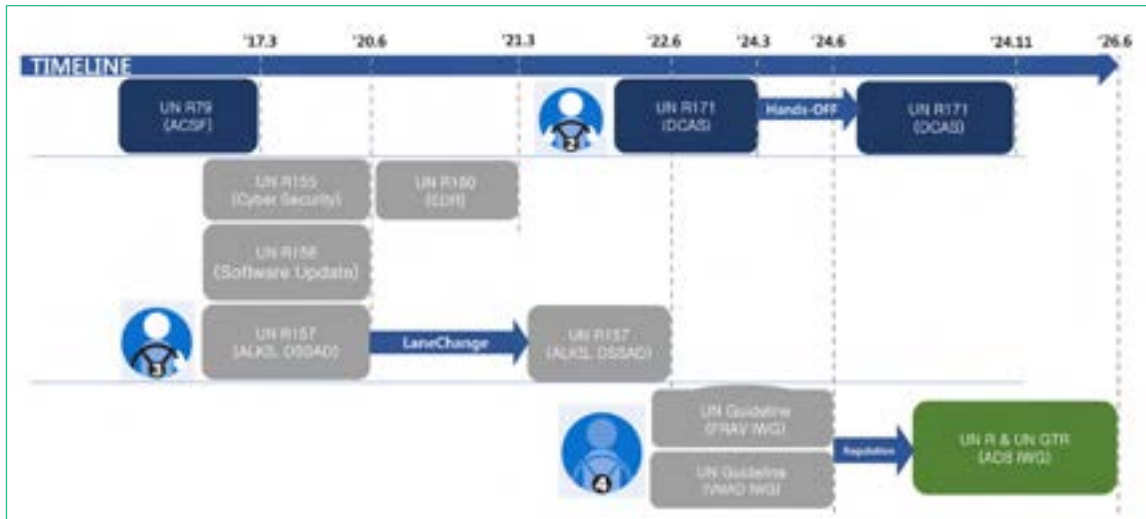 '17.3 '20.6 '21.3 '22.6 '24.3 '24.6 '24.11 '26.6
TIMELINE
UN R79
(ACSF)
2
UN R171
(DCAS)
Hands-OFF
UN R171
(DCAS)
UN R155
(Cyber Security)
UN R160
(EDR)
UN R156
(Software Update)
3
UN R157
(ALKS, DSSAD)
LaneChange
UN R157
(ALKS, DSSAD)
4
UN Guideline
(FRAV IWG)
UN Guideline
(VMAD IWG)
Regulation
UN R & UN GTR
(ADS IWG)